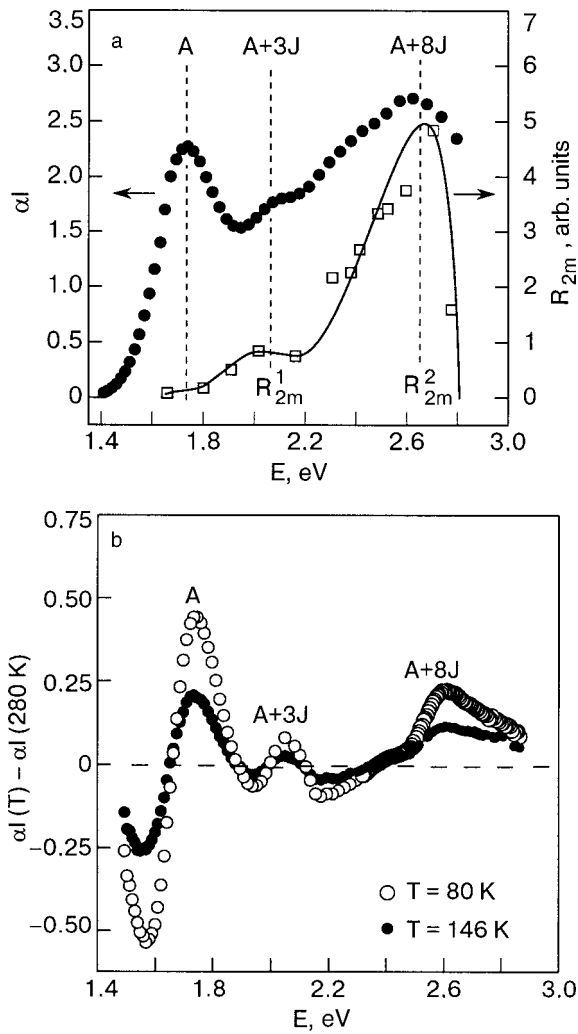 a
A
A+3J
A+8J
3.5
3.0
2.5
2.0
1.5
1.0
0.5
0
αl
7
6
5
4
3
2
1
0
R2m, arb. units
R¹2m
R²2m
1.4
1.8
2.2
2.6
3.0
E, eV
b
0.75
0.50
0.25
0
−0.25
−0.50
αl (T) − αl (280 K)
A
A+3J
A+8J
T = 80 K
T = 146 K
1.4
1.8
2.2
2.6
3.0
E, eV